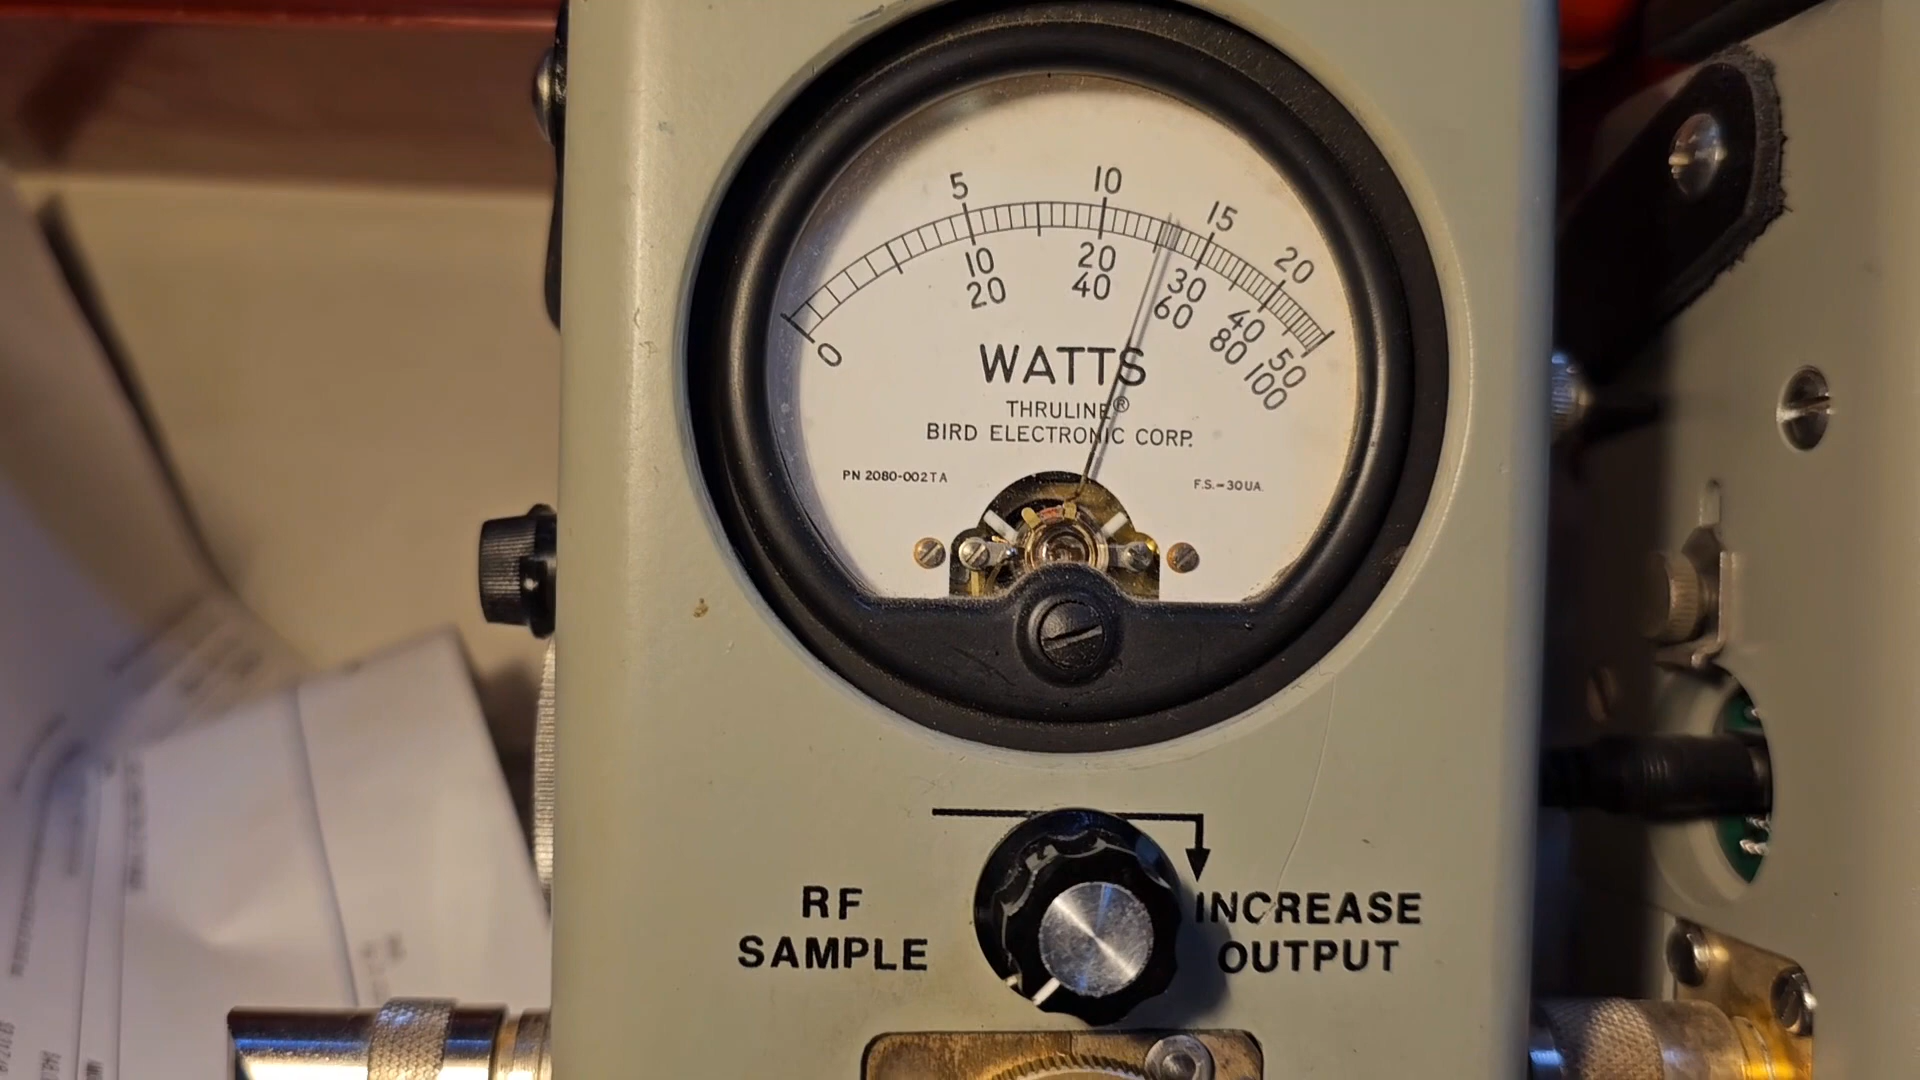 5 10 15 20
0 10 20 30 40 50
20 40 60 80 100
WATTS
THRULINE®
BIRD ELECTRONIC CORP.
PN 2080-002TA
F.S.-30UA.
RF
SAMPLE
INCREASE
OUTPUT